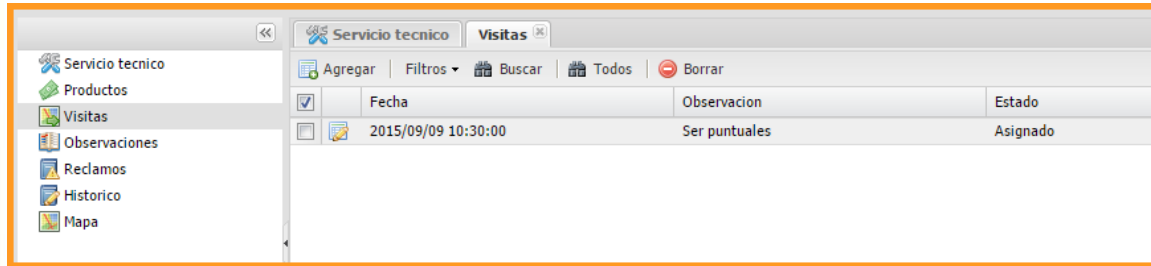 Servicio tecnico
Productos
Visitas
Observaciones
Reclamos
Historico
Mapa
Servicio tecnico Visitas
Agregar Filtros Buscar Todos Borrar
Fecha Observacion Estado
2015/09/09 10:30:00 Ser puntuales Asignado